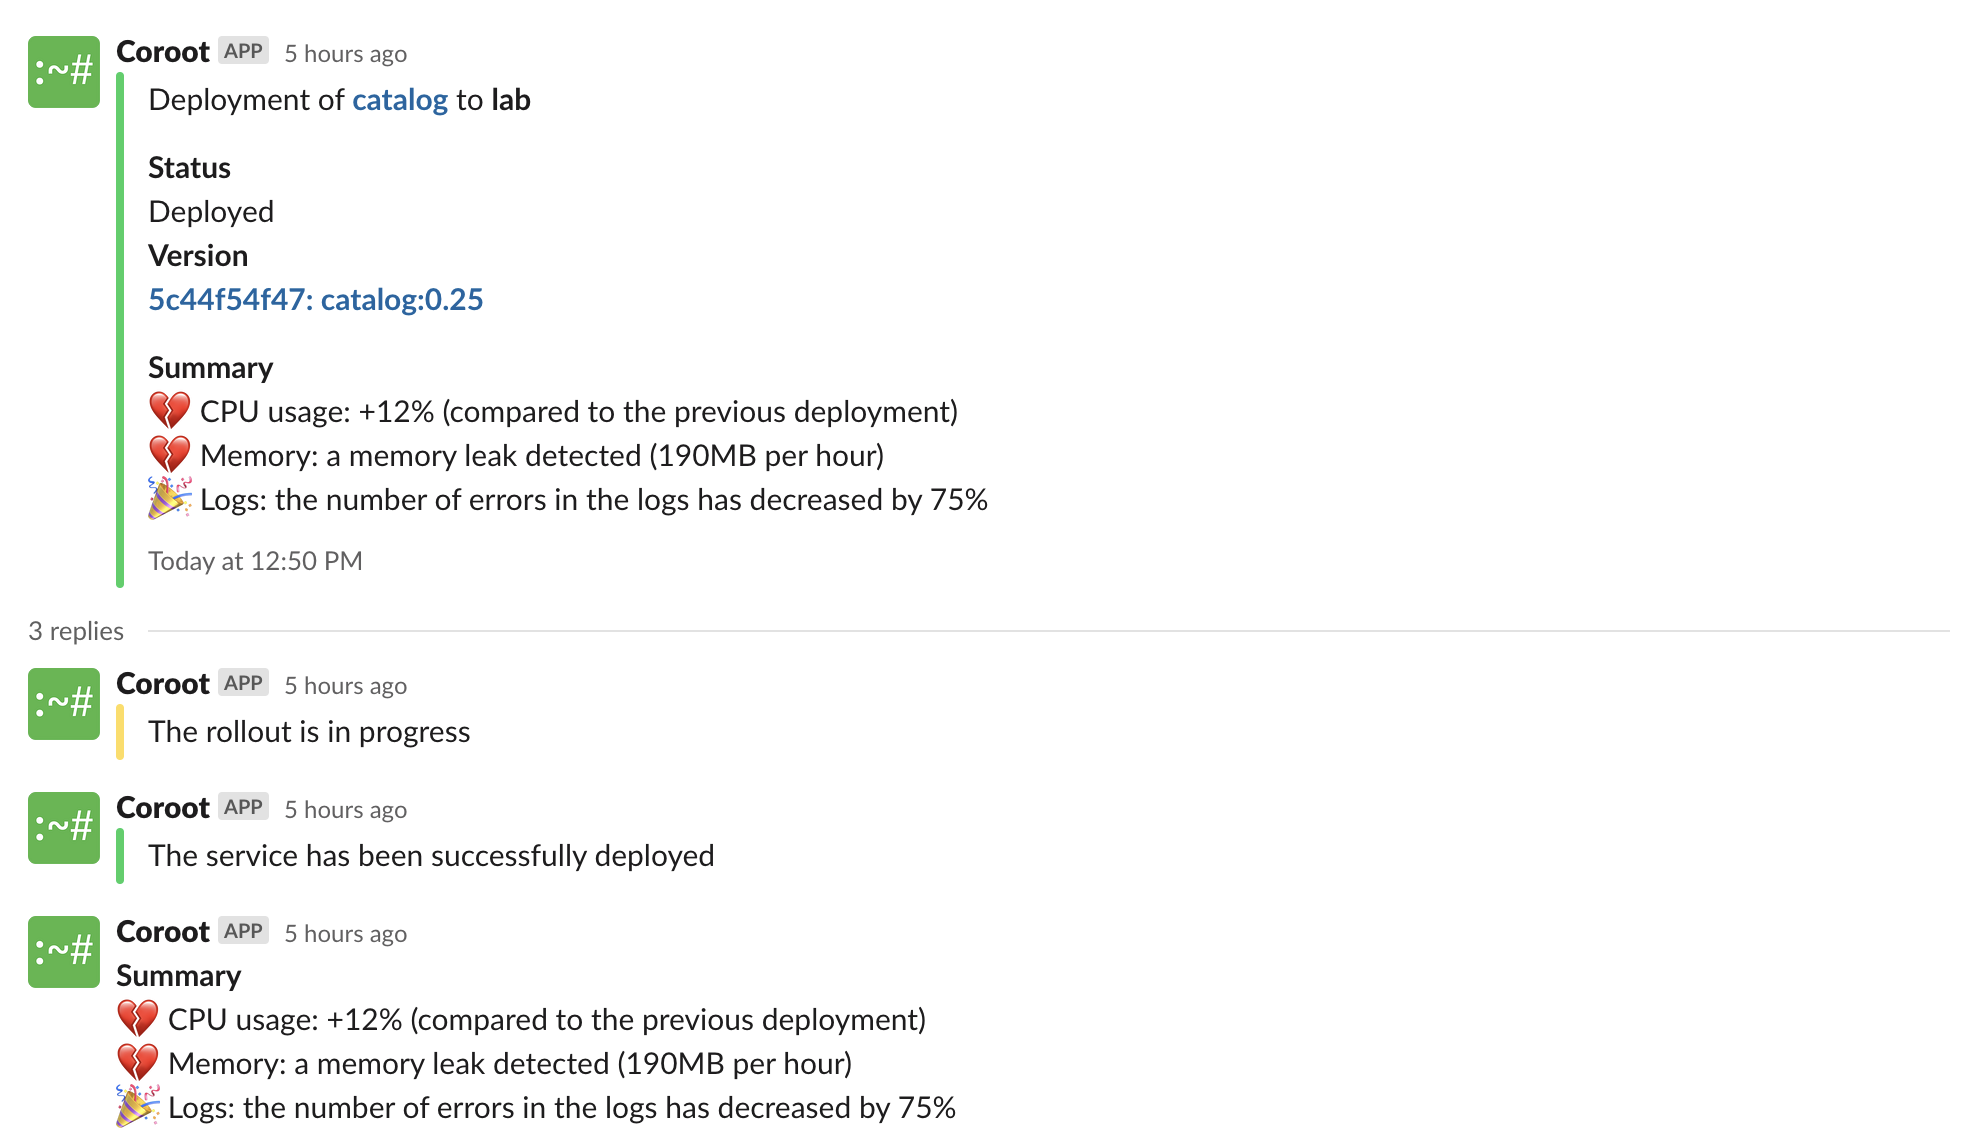 :~# Coroot APP 5 hours ago
Deployment of catalog to lab
Status
Deployed
Version
5c44f54f47: catalog:0.25
Summary
💔 CPU usage: +12% (compared to the previous deployment)
💔 Memory: a memory leak detected (190MB per hour)
🎉 Logs: the number of errors in the logs has decreased by 75%
Today at 12:50 PM
3 replies
:~# Coroot APP 5 hours ago
The rollout is in progress
:~# Coroot APP 5 hours ago
The service has been successfully deployed
:~# Coroot APP 5 hours ago
Summary
💔 CPU usage: +12% (compared to the previous deployment)
💔 Memory: a memory leak detected (190MB per hour)
🎉 Logs: the number of errors in the logs has decreased by 75%